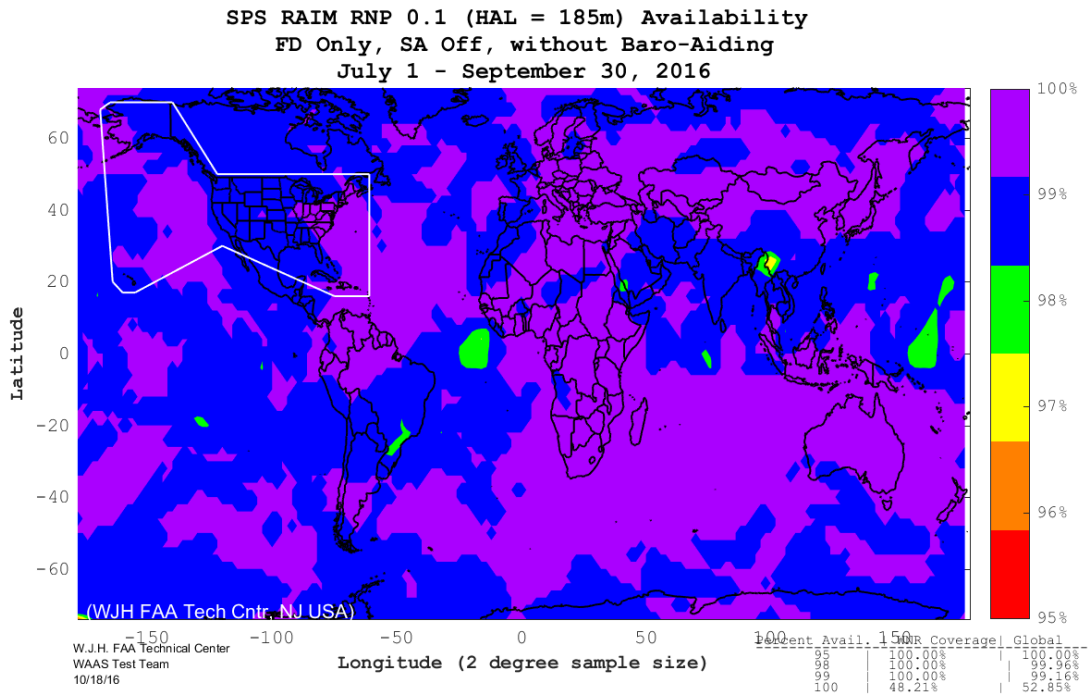 SPS RAIM RNP 0.1 (HAL = 185m) Availability
FD Only, SA Off, without Baro-Aiding
July 1 - September 30, 2016
100%
99%
98%
97%
96%
95%
Latitude
60
40
20
0
-20
-40
-60
(WJH FAA Tech Cntr, NJ USA)
-150
-100
-50
0
50
100
150
Longitude (2 degree sample size)
W.J.H. FAA Technical Center
WAAS Test Team
10/18/16
Percent Avail. | WNR Coverage| Global
95 | 100.00% | 100.00%
98 | 100.00% | 99.96%
99 | 100.00% | 99.16%
100 | 48.21% | 52.85%